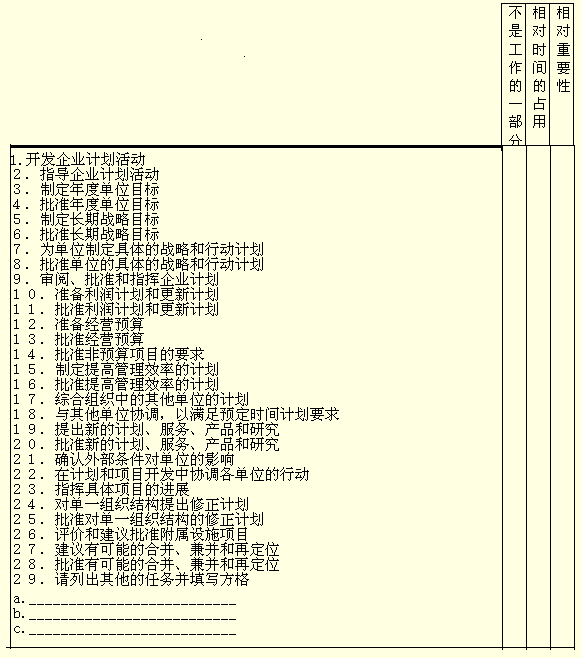 不是工作的一部分
相对时间的占用
相对重要性
1.开发企业计划活动
2. 指导企业计划活动
3. 制定年度单位目标
4. 批准年度单位目标
5. 制定长期战略目标
6. 批准长期战略目标
7. 为单位制定具体的战略和行动计划
8. 批准单位的具体的战略和行动计划
9. 审阅、批准和指挥企业计划
10. 准备利润计划和更新计划
11. 批准利润计划和更新计划
12. 准备经营预算
13. 批准经营预算
14. 批准非预算项目的要求
15. 制定提高管理效率的计划
16. 批准提高管理效率的计划
17. 综合组织中的其他单位的计划
18. 与其他单位协调，以满足预定时间计划要求
19. 提出新的计划、服务、产品和研究
20. 批准新的计划、服务、产品和研究
21. 确认外部条件对单位的影响
22. 在计划和项目开发中协调各单位的行动
23. 指挥具体项目的进展
24. 对单一组织结构提出修正计划
25. 批准对单一组织结构的修正计划
26. 评价和建议批准附属设施项目
27. 建议有可能的合并、兼并和再定位
28. 批准有可能的合并、兼并和再定位
29. 请列出其他的任务并填写方格
a.__________________________
b.__________________________
c.__________________________